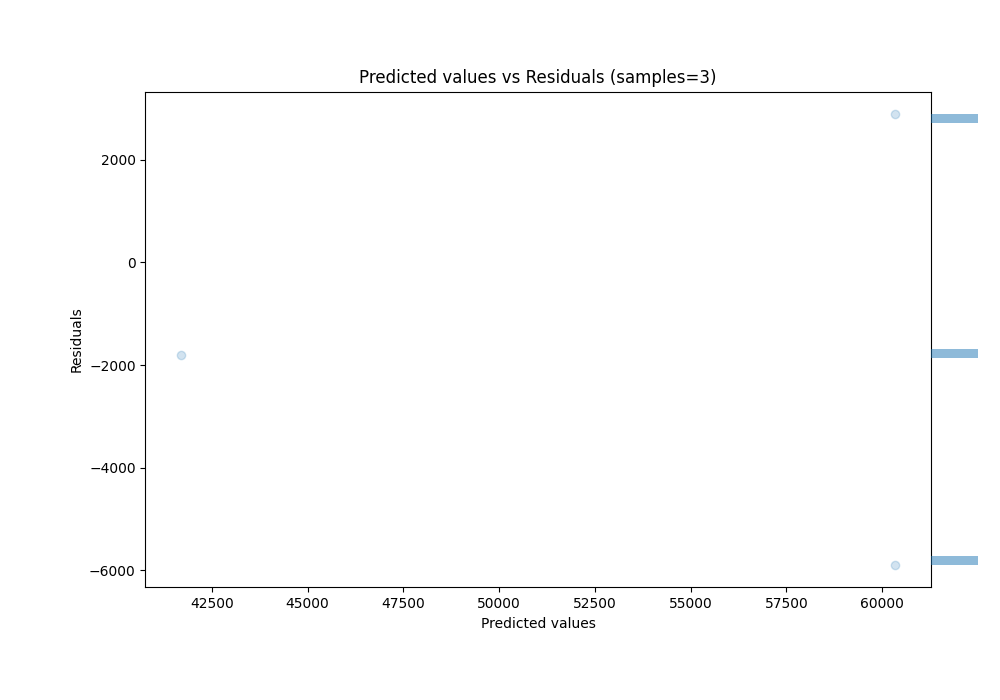 Predicted values vs Residuals (samples=3)
2000
0
−2000
−4000
−6000
Residuals
42500 45000 47500 50000 52500 55000 57500 60000
Predicted values